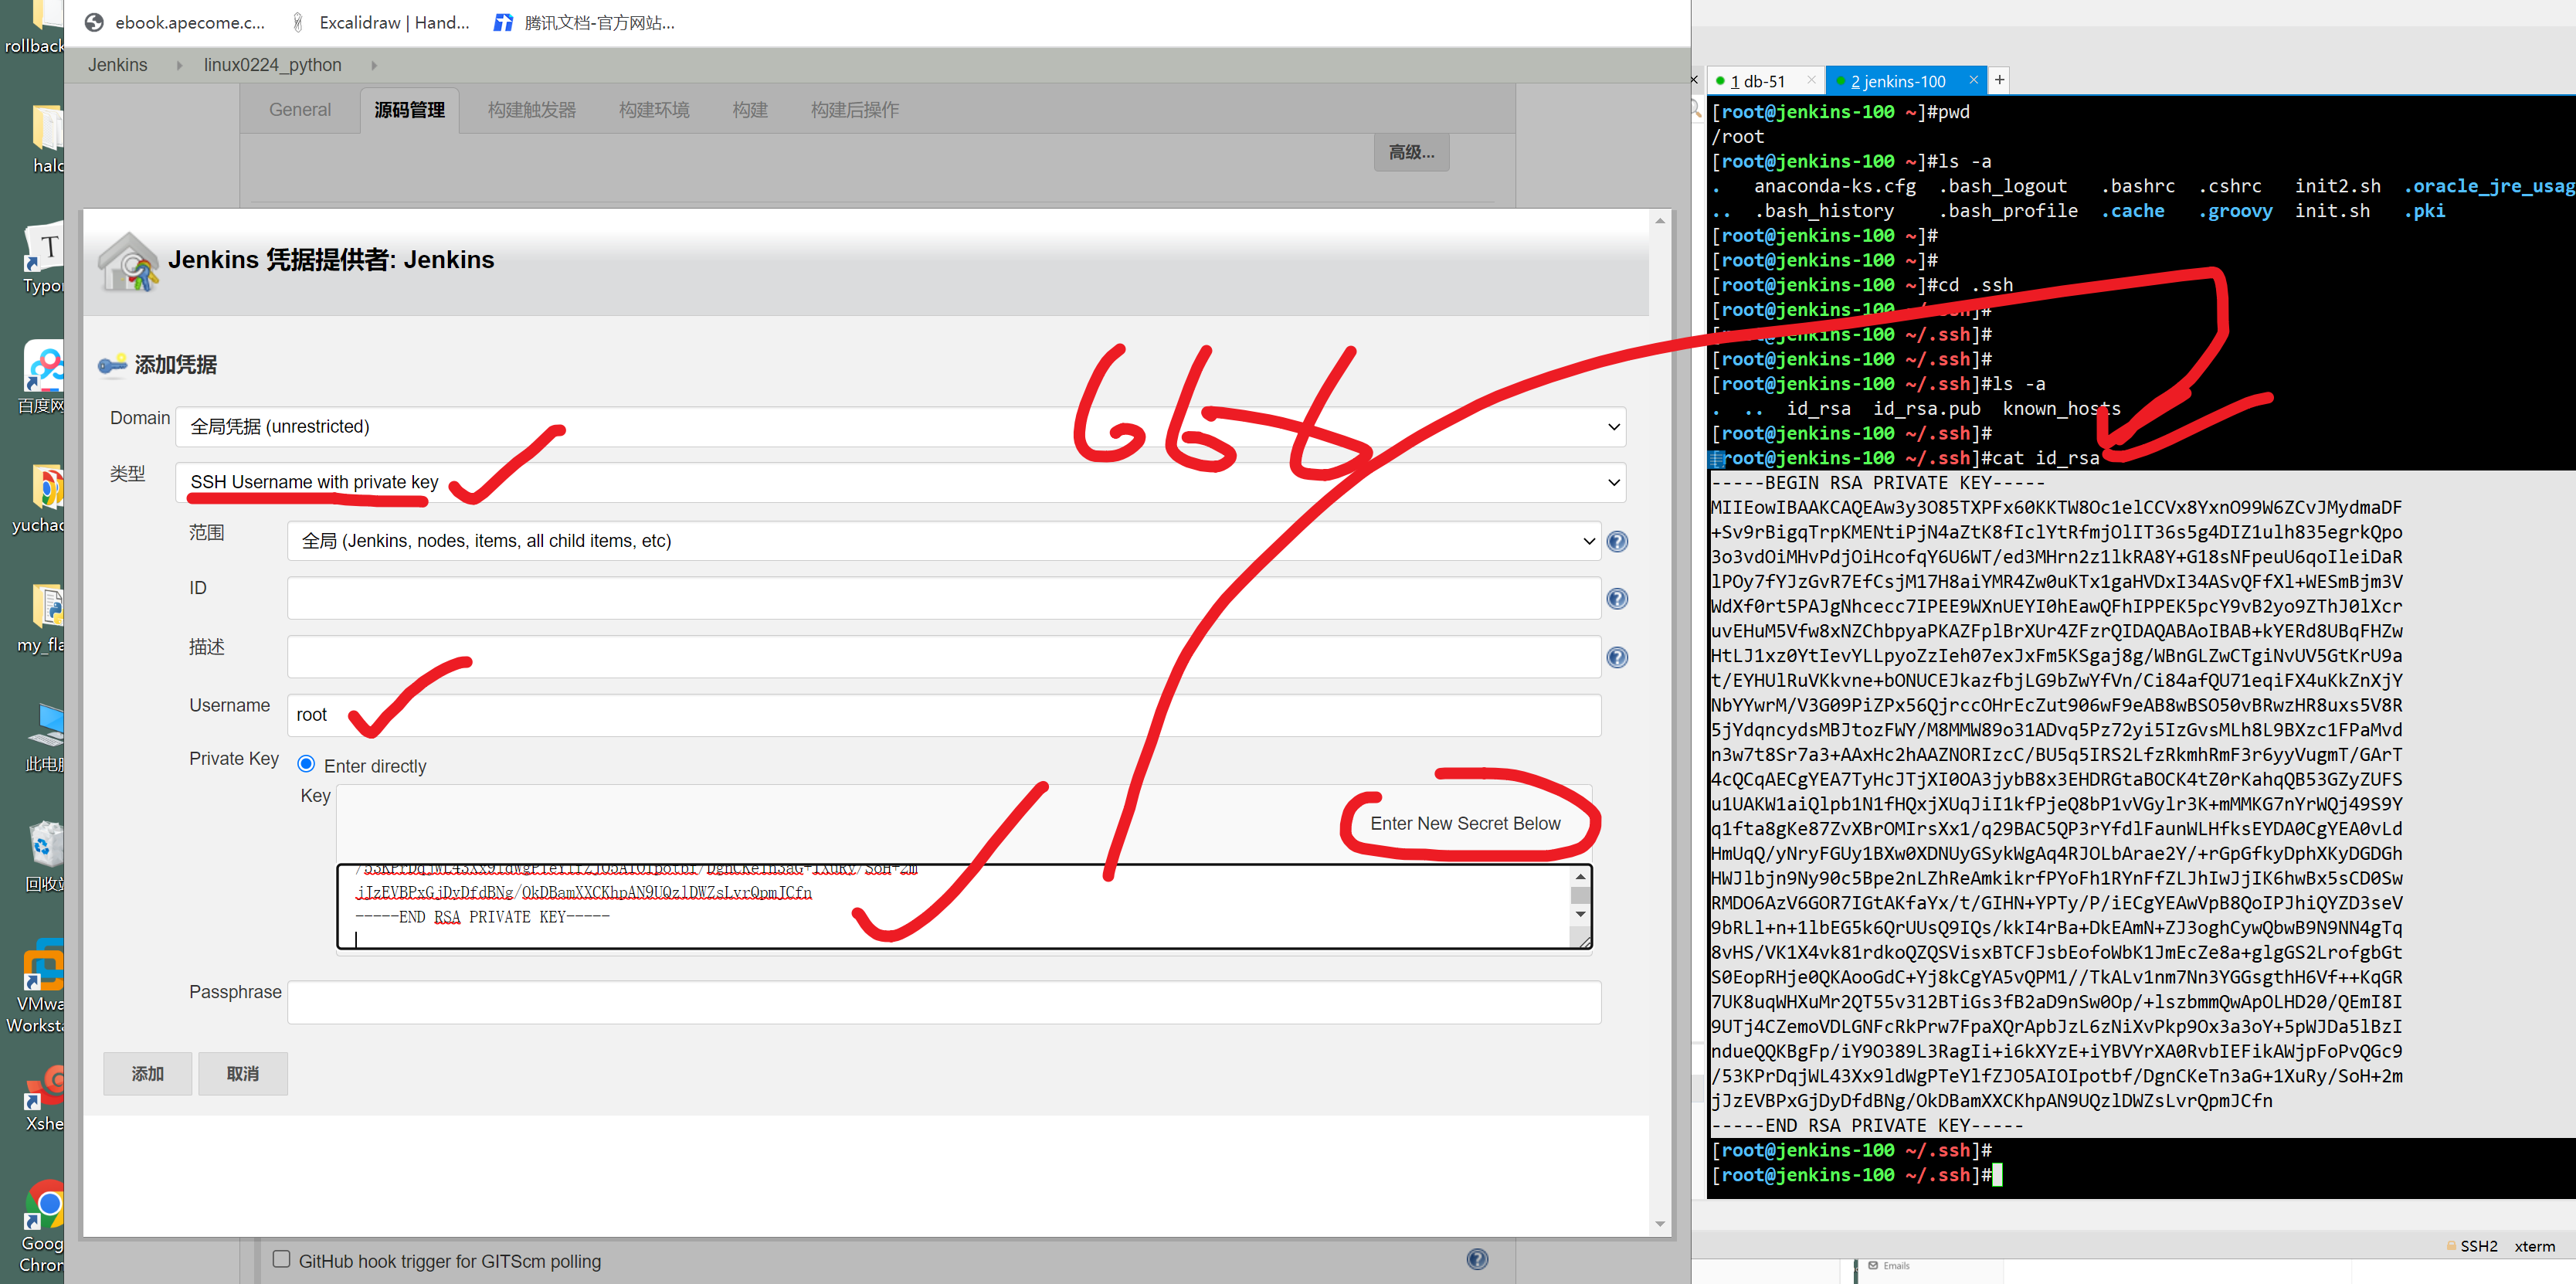 ebook.apecome.c...
Excalidraw | Hand...
腾讯文档-官方网站...
Jenkins
linux0224_python
General
源码管理
构建触发器
构建环境
构建
构建后操作
高级...
Jenkins 凭据提供者: Jenkins
添加凭据
Domain
全局凭据 (unrestricted)
类型
SSH Username with private key
范围
全局 (Jenkins, nodes, items, all child items, etc)
ID
描述
Username
root
Private Key
Enter directly
Key
Enter New Secret Below
jJzEVBPxGjDyDfdBNg/OkDBamXXCKhpAN9UQzlDWZsLvrQpmJCfn
-----END RSA PRIVATE KEY-----
Passphrase
添加
取消
GitHub hook trigger for GITScm polling
666
rollback
halo
Typor
百度网
yuchao
my_fla
此电脑
回收站
VMwa
Worksta
Xshe
Goog
Chron
1 db-51
2 jenkins-100
[root@jenkins-100 ~]#pwd
/root
[root@jenkins-100 ~]#ls -a
. anaconda-ks.cfg .bash_logout .bashrc .cshrc init2.sh .oracle_jre_usag
.. .bash_history .bash_profile .cache .groovy init.sh .pki
[root@jenkins-100 ~]#
[root@jenkins-100 ~]#
[root@jenkins-100 ~]#cd .ssh
[root@jenkins-100 ~/.ssh]#
[root@jenkins-100 ~/.ssh]#
[root@jenkins-100 ~/.ssh]#
[root@jenkins-100 ~/.ssh]#ls -a
. .. id_rsa id_rsa.pub known_hosts
[root@jenkins-100 ~/.ssh]#
[root@jenkins-100 ~/.ssh]#cat id_rsa
-----BEGIN RSA PRIVATE KEY-----
MIIEowIBAAKCAQEAw3y3O85TXPFx60KKTW8Oc1elCCVx8YxnO99W6ZCvJMydmaDF
+Sv9rBigqTrpKMENtiPjN4aZtK8fIclYtRfmjOlIT36s5g4DIZ1ulh835egrkQpo
3o3vdOiMHvPdjOiHcofqY6U6WT/ed3MHrn2z1lkRA8Y+G18sNFpeuU6qoIleiDaR
lPOy7fYJzGvR7EfCsjM17H8aiYMR4Zw0uKTx1gaHVDxI34ASvQFfXl+WESmBjm3V
WdXf0rt5PAJgNhcecc7IPEE9WXnUEYI0hEawQFhIPPEK5pcY9vB2yo9ZThJ0lXcr
uvEHuM5Vfw8xNZChbpyaPKAZFplBrXUr4ZFzrQIDAQABAoIBAB+kYERd8UBqFHZw
HtLJ1xz0YtIevYLLpyoZzIeh07exJxFm5KSgaj8g/WBnGLZwCTgiNvUV5GtKrU9a
t/EYHUlRuVKkvne+bONUCEJkazfbjLG9bZwYfVn/Ci84afQU71eqiFX4uKkZnXjY
NbYYwrM/V3G09PiZPx56QjrccOHrEcZut906wF9eAB8wBSO50vBRwzHR8uxs5V8R
5jYdqncydsMBJtozFWY/M8MMW89o31ADvq5Pz72yi5IzGvsMLh8L9BXzc1FPaMvd
n3w7t8Sr7a3+AAxHc2hAAZNORIzcC/BU5q5IRS2LfzRkmhRmF3r6yyVugmT/GArT
4cQCqAECgYEA7TyHcJTjXI0OA3jybB8x3EHDRGtaBOCK4tZ0rKahqQB53GZyZUFS
u1UAKW1aiQlpb1N1fHQxjXUqJiI1kfPjeQ8bP1vVGylr3K+mMMKG7nYrWQj49S9Y
q1fta8gKe87ZvXBrOMIrsXx1/q29BAC5QP3rYfdlFaunWLHfksEYDA0CgYEA0vLd
HmUqQ/yNryFGUy1BXw0XDNUyGSykWgAq4RJOLbArae2Y/+rGpGfkyDphXKyDGDGh
HWJlbjn9Ny90c5Bpe2nLZhReAmkikrfPYoFh1RYnFfZLJhIwJjIK6hwBx5sCD0Sw
RMDO6AzV6GOR7IGtAKfaYx/t/GIHN+YPTy/P/iECgYEAwVpB8QoIPJhiQYZD3seV
9bRLl+n+1lbEG5k6QrUUsQ9IQs/kkI4rBa+DkEAmN+ZJ3oghCywQbwB9N9NN4gTq
8vHS/VK1X4vk81rdkoQZQSVisxBTCFJsbEofoWbK1JmEcZe8a+glgGS2LrofgbGt
S0EopRHje0QKAooGdC+Yj8kCgYA5vQPM1//TkALv1nm7Nn3YGGsgthH6Vf++KqGR
7UK8uqWHXuMr2QT55v312BTiGs3fB2aD9nSw0Op/+lszbmmQwApOLHD20/QEmI8I
9UTj4CZemoVDLGNFcRkPrw7FpaXQrApbJzL6zNiXvPkp9Ox3a3oY+5pWJDa5lBzI
ndueQQKBgFp/iY9O389L3RagIi+i6kXYzE+iYBVYrXA0RvbIEFikAWjpFoPvQGc9
/53KPrDqjWL43Xx9ldWgPTeYlfZJO5AIOIpotbf/DgnCKeTn3aG+1XuRy/SoH+2m
jJzEVBPxGjDyDfdBNg/OkDBamXXCKhpAN9UQzlDWZsLvrQpmJCfn
-----END RSA PRIVATE KEY-----
[root@jenkins-100 ~/.ssh]#
[root@jenkins-100 ~/.ssh]#
SSH2
xterm
Emails